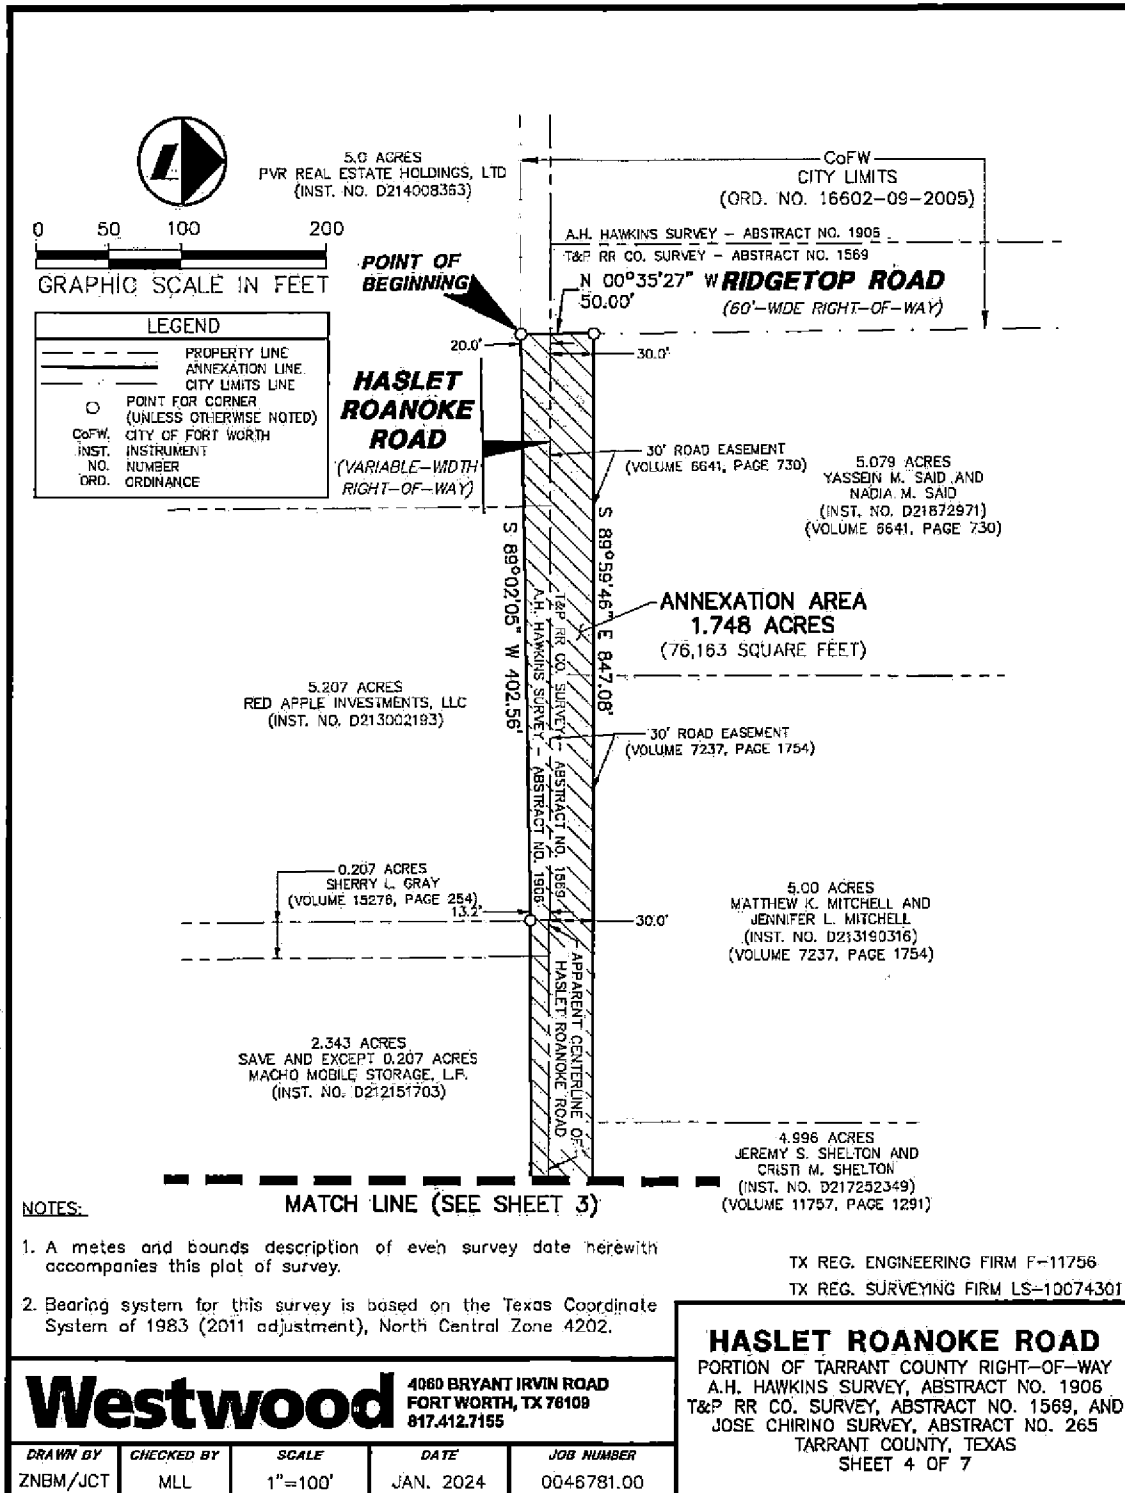 5.0 ACRES
PVR REAL ESTATE HOLDINGS, LTD
(INST. NO. D214008363)
CoFW
CITY LIMITS
(ORD. NO. 16602-09-2005)
0 50 100 200
GRAPHIC SCALE IN FEET
A.H. HAWKINS SURVEY - ABSTRACT NO. 1906
T&P RR CO. SURVEY - ABSTRACT NO. 1569
POINT OF
BEGINNING
N 00°35'27" W
50.00'
RIDGETOP ROAD
(60'-WIDE RIGHT-OF-WAY)
LEGEND
PROPERTY LINE
ANNEXATION LINE
CITY LIMITS LINE
POINT FOR CORNER
(UNLESS OTHERWISE NOTED)
CoFW. CITY OF FORT WORTH
INST. INSTRUMENT
NO. NUMBER
ORD. ORDINANCE
20.0'
30.0'
HASLET
ROANOKE
ROAD
(VARIABLE-WIDTH
RIGHT-OF-WAY)
30' ROAD EASEMENT
(VOLUME 6641, PAGE 730)
5.079 ACRES
YASSEIN M. SAID AND
NADIA M. SAID
(INST. NO. D21872971)
(VOLUME 6641, PAGE 730)
S 89°02'05" W 402.56'
S 89°59'46" E 847.08'
A.H. HAWKINS SURVEY - ABSTRACT NO. 1906
T&P RR CO. SURVEY - ABSTRACT NO. 1569
ANNEXATION AREA
1.748 ACRES
(76,163 SQUARE FEET)
5.207 ACRES
RED APPLE INVESTMENTS, LLC
(INST. NO. D213002193)
30' ROAD EASEMENT
(VOLUME 7237, PAGE 1754)
0.207 ACRES
SHERRY L. GRAY
(VOLUME 15276, PAGE 254)
13.2'
30.0'
5.00 ACRES
MATTHEW K. MITCHELL AND
JENNIFER L. MITCHELL
(INST. NO. D213190316)
(VOLUME 7237, PAGE 1754)
APPARENT CENTERLINE OF
HASLET ROANOKE ROAD
2.343 ACRES
SAVE AND EXCEPT 0.207 ACRES
MACHO MOBILE STORAGE, L.P.
(INST. NO. D212151703)
4.996 ACRES
JEREMY S. SHELTON AND
CRISTI M. SHELTON
(INST. NO. D217252349)
(VOLUME 11757, PAGE 1291)
MATCH LINE (SEE SHEET 3)
NOTES:
1. A metes and bounds description of even survey date herewith
accompanies this plat of survey.
2. Bearing system for this survey is based on the Texas Coordinate
System of 1983 (2011 adjustment), North Central Zone 4202.
TX REG. ENGINEERING FIRM F-11756
TX REG. SURVEYING FIRM LS-10074301
Westwood
4060 BRYANT IRVIN ROAD
FORT WORTH, TX 76109
817.412.7155
DRAWN BY CHECKED BY SCALE DATE JOB NUMBER
ZNBM/JCT MLL 1"=100' JAN. 2024 0046781.00
HASLET ROANOKE ROAD
PORTION OF TARRANT COUNTY RIGHT-OF-WAY
A.H. HAWKINS SURVEY, ABSTRACT NO. 1906
T&P RR CO. SURVEY, ABSTRACT NO. 1569, AND
JOSE CHIRINO SURVEY, ABSTRACT NO. 265
TARRANT COUNTY, TEXAS
SHEET 4 OF 7